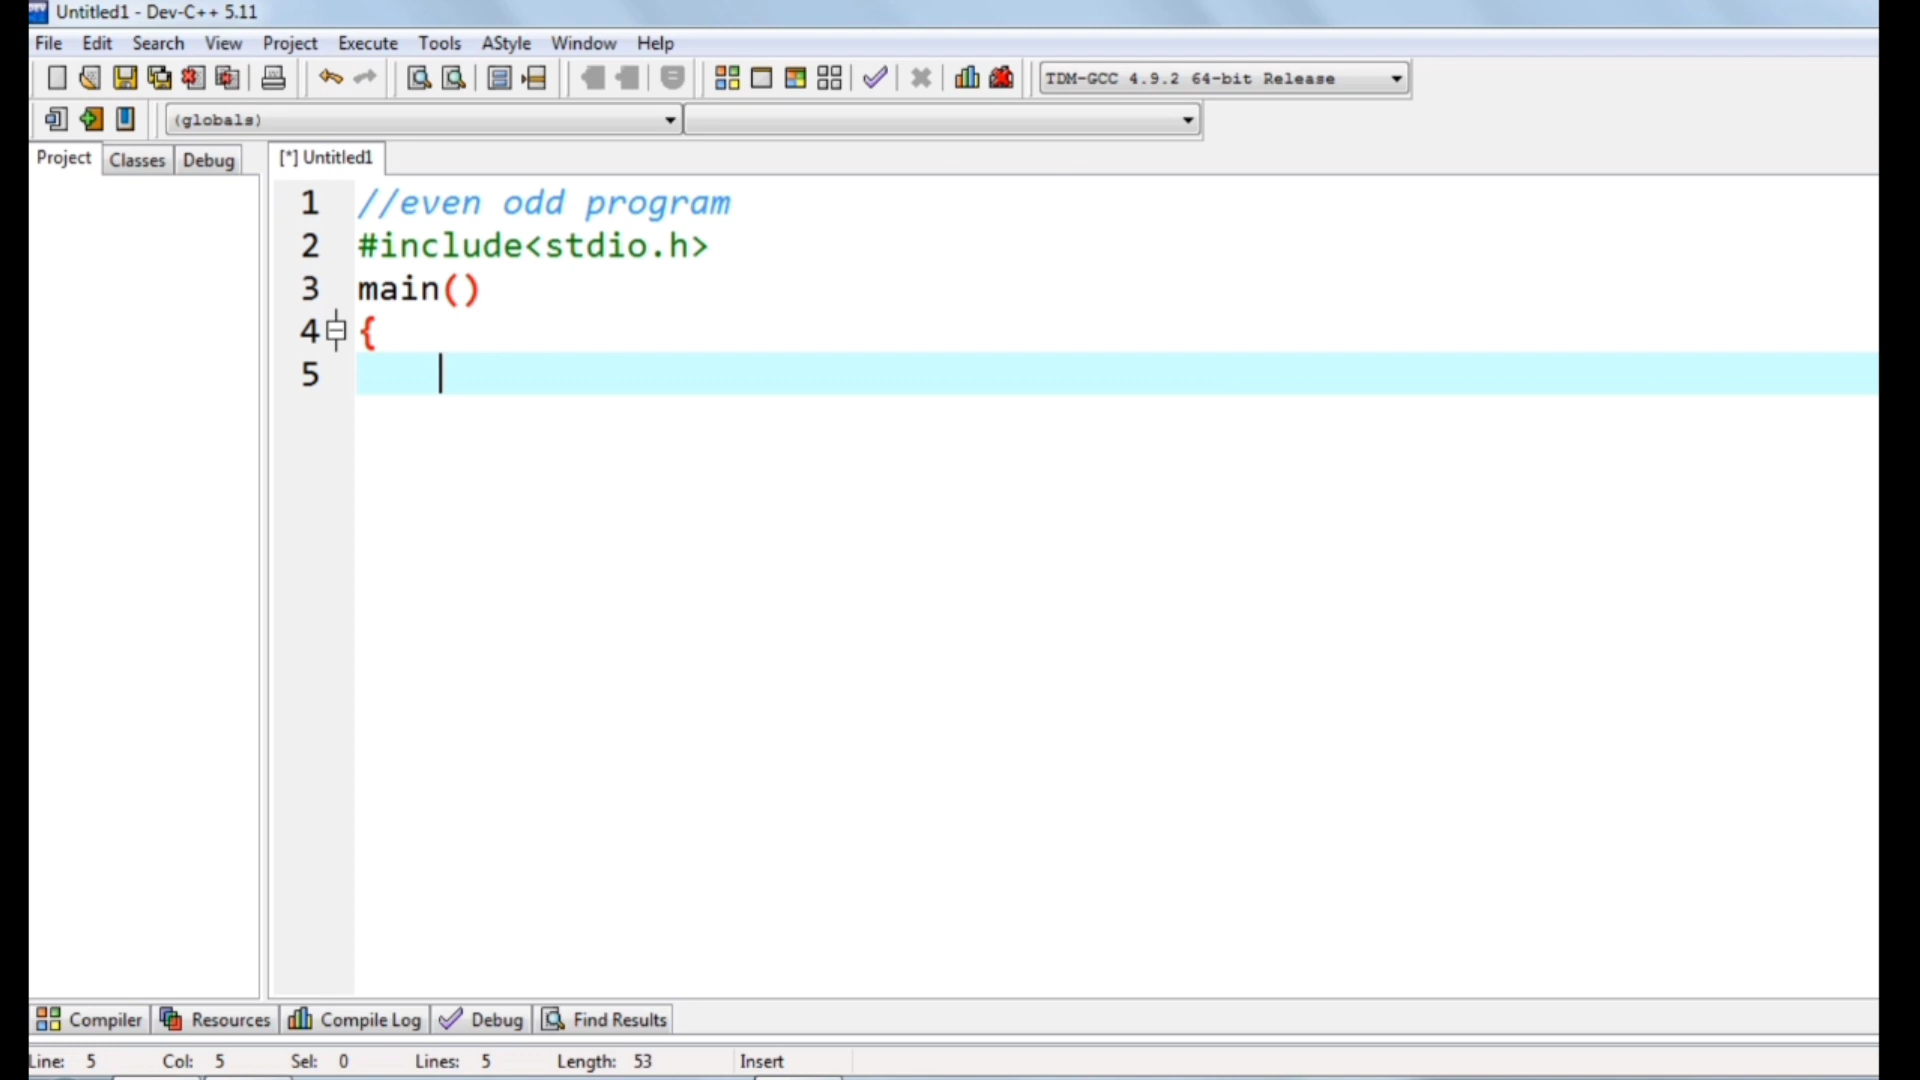 Untitled1 - Dev-C++ 5.11
File Edit Search View Project Execute Tools AStyle Window Help
TDM-GCC 4.9.2 64-bit Release
(globals)
Project Classes Debug [*] Untitled1
1 //even odd program
2 #include<stdio.h>
3 main()
4 {
5
Compiler Resources Compile Log Debug Find Results
Line: 5 Col: 5 Sel: 0 Lines: 5 Length: 53 Insert